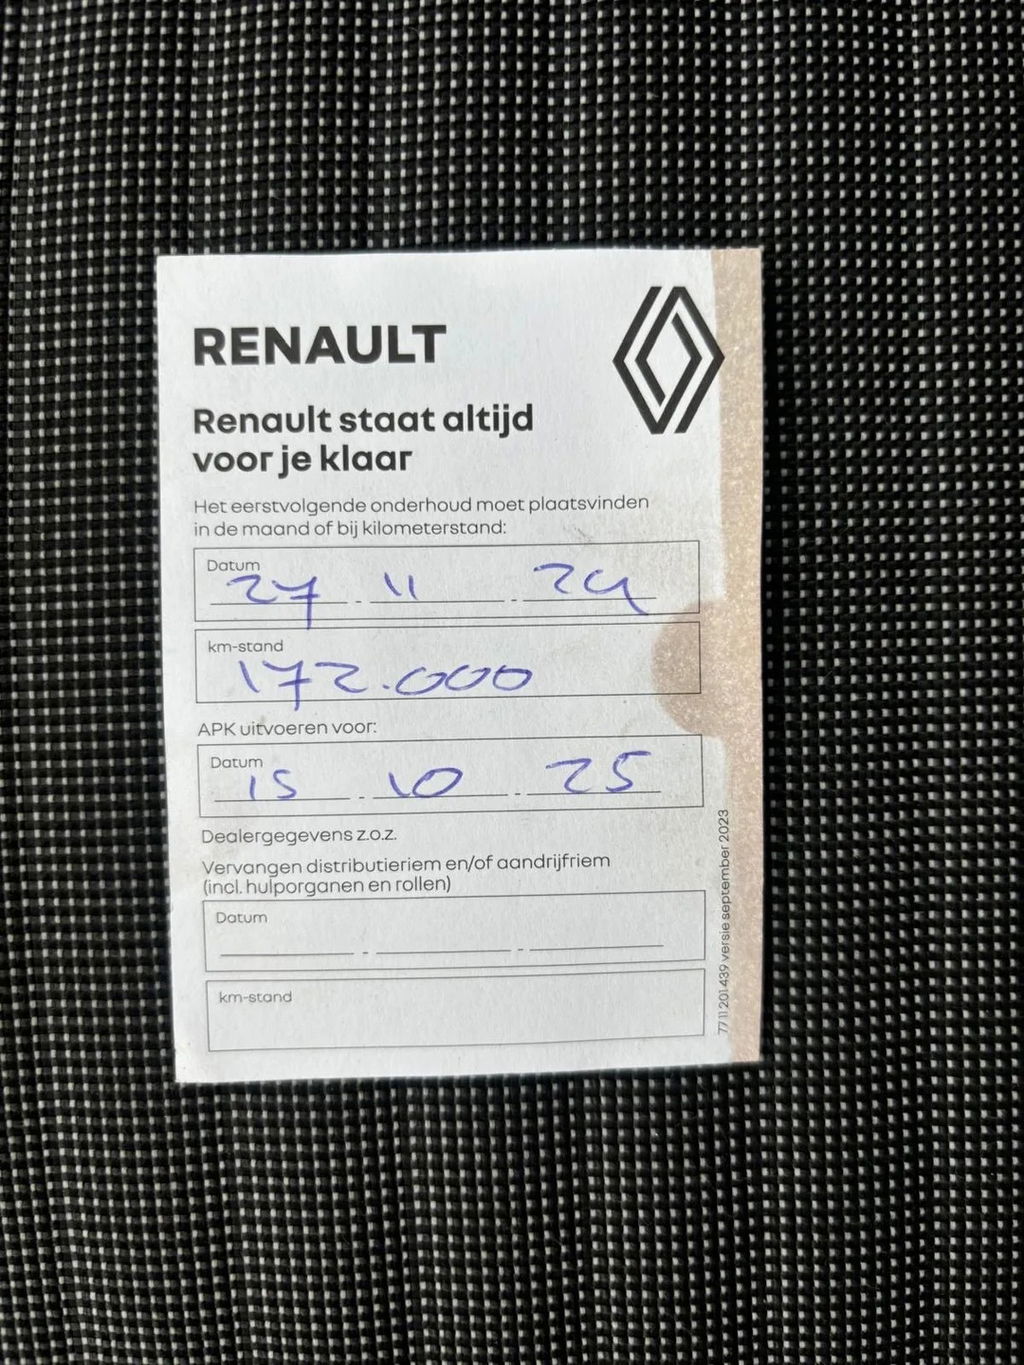 RENAULT
Renault staat altijd
voor je klaar
Het eerstvolgende onderhoud moet plaatsvinden
in de maand of bij kilometerstand:
Datum
27 . 11 . 24
km-stand
172.000
APK uitvoeren voor:
Datum
15 . 10 . 25
Dealergegevens z.o.z.
Vervangen distributieriem en/of aandrijfriem
(incl. hulporganen en rollen)
Datum
km-stand
77 11 201 439 versie september 2023